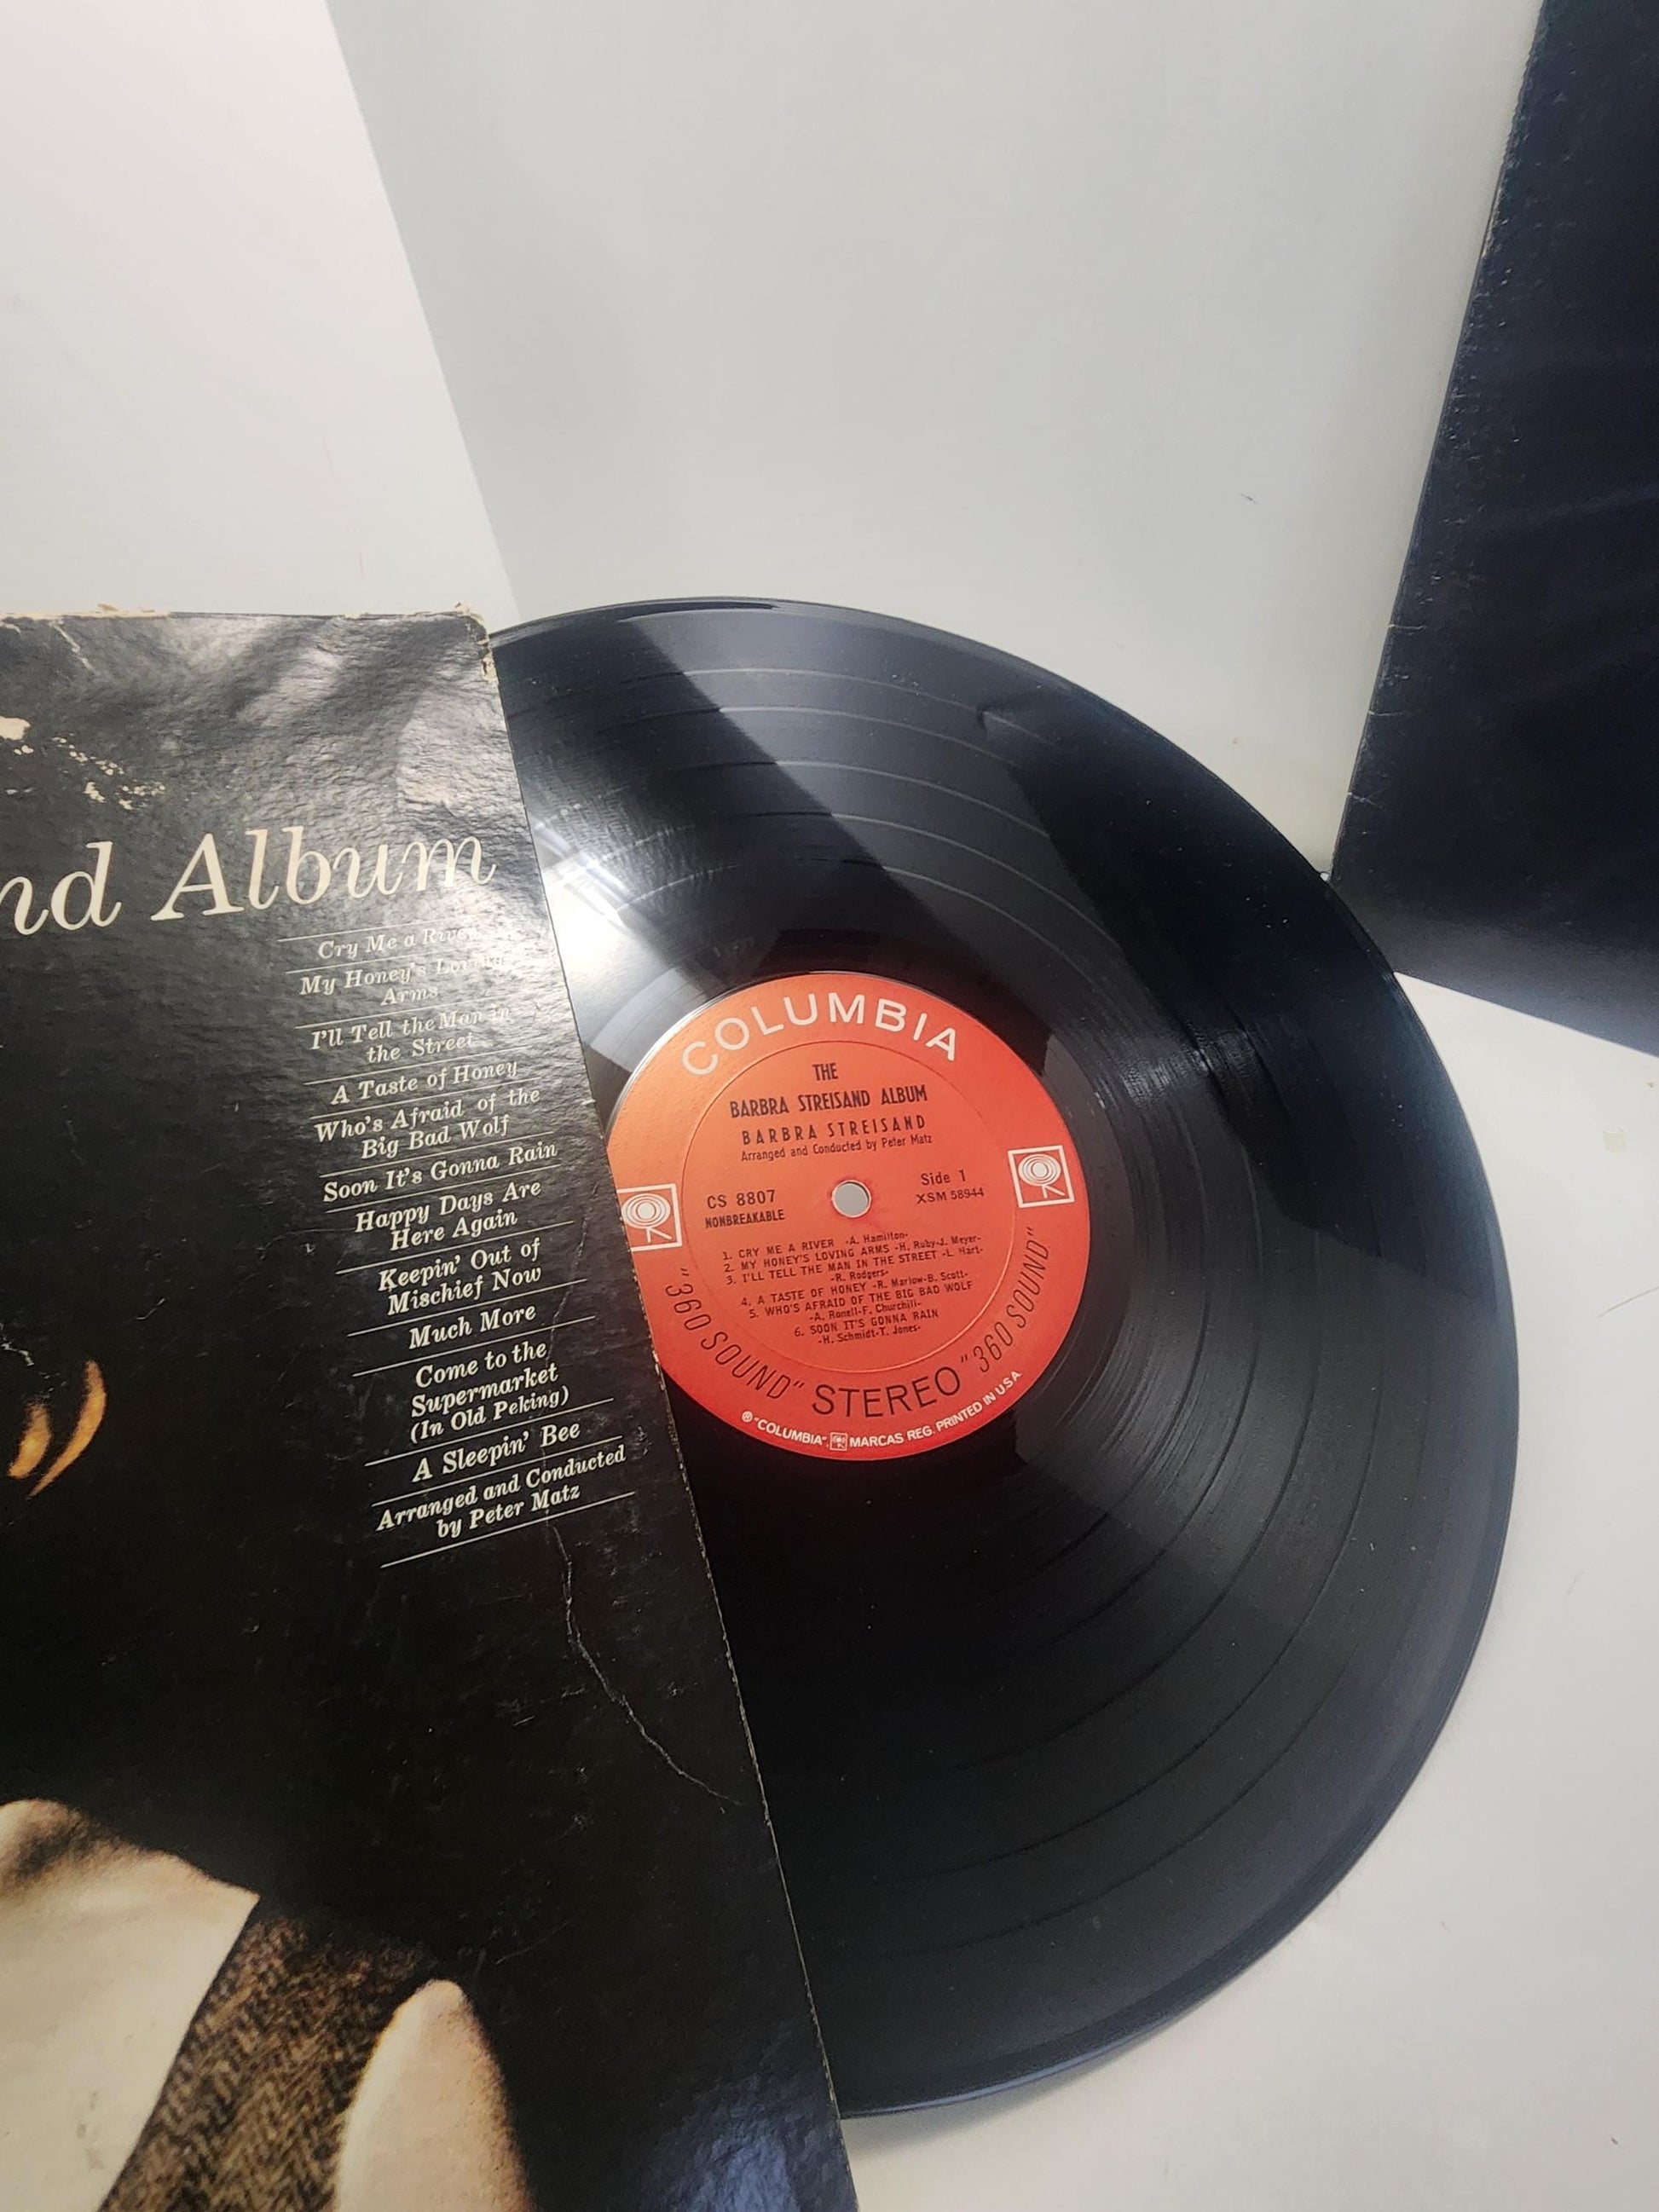 nd Album
Cry Me a River
My Honey's Loving
Arms
I'll Tell the Man in
the Street
A Taste of Honey
Who's Afraid of the
Big Bad Wolf
Soon It's Gonna Rain
Happy Days Are
Here Again
Keepin' Out of
Mischief Now
Much More
Come to the
Supermarket
(In Old Peking)
A Sleepin' Bee
Arranged and Conducted
by Peter Matz
COLUMBIA
THE
BARBRA STREISAND ALBUM
BARBRA STREISAND
Arranged and Conducted by Peter Matz
CS 8807
NONBREAKABLE
Side 1
XSM 58944
1. CRY ME A RIVER -A. Hamilton-
2. MY HONEY'S LOVING ARMS -H. Ruby-J. Meyer-
3. I'LL TELL THE MAN IN THE STREET -L. Hart-
-R. Rodgers-
4. A TASTE OF HONEY -R. Marlow-B. Scott-
5. WHO'S AFRAID OF THE BIG BAD WOLF
-A. Ronell-F. Churchill-
6. SOON IT'S GONNA RAIN
-H. Schmidt-T. Jones-
"360 SOUND" STEREO "360 SOUND"
® "COLUMBIA", MARCAS REG. PRINTED IN U.S.A.